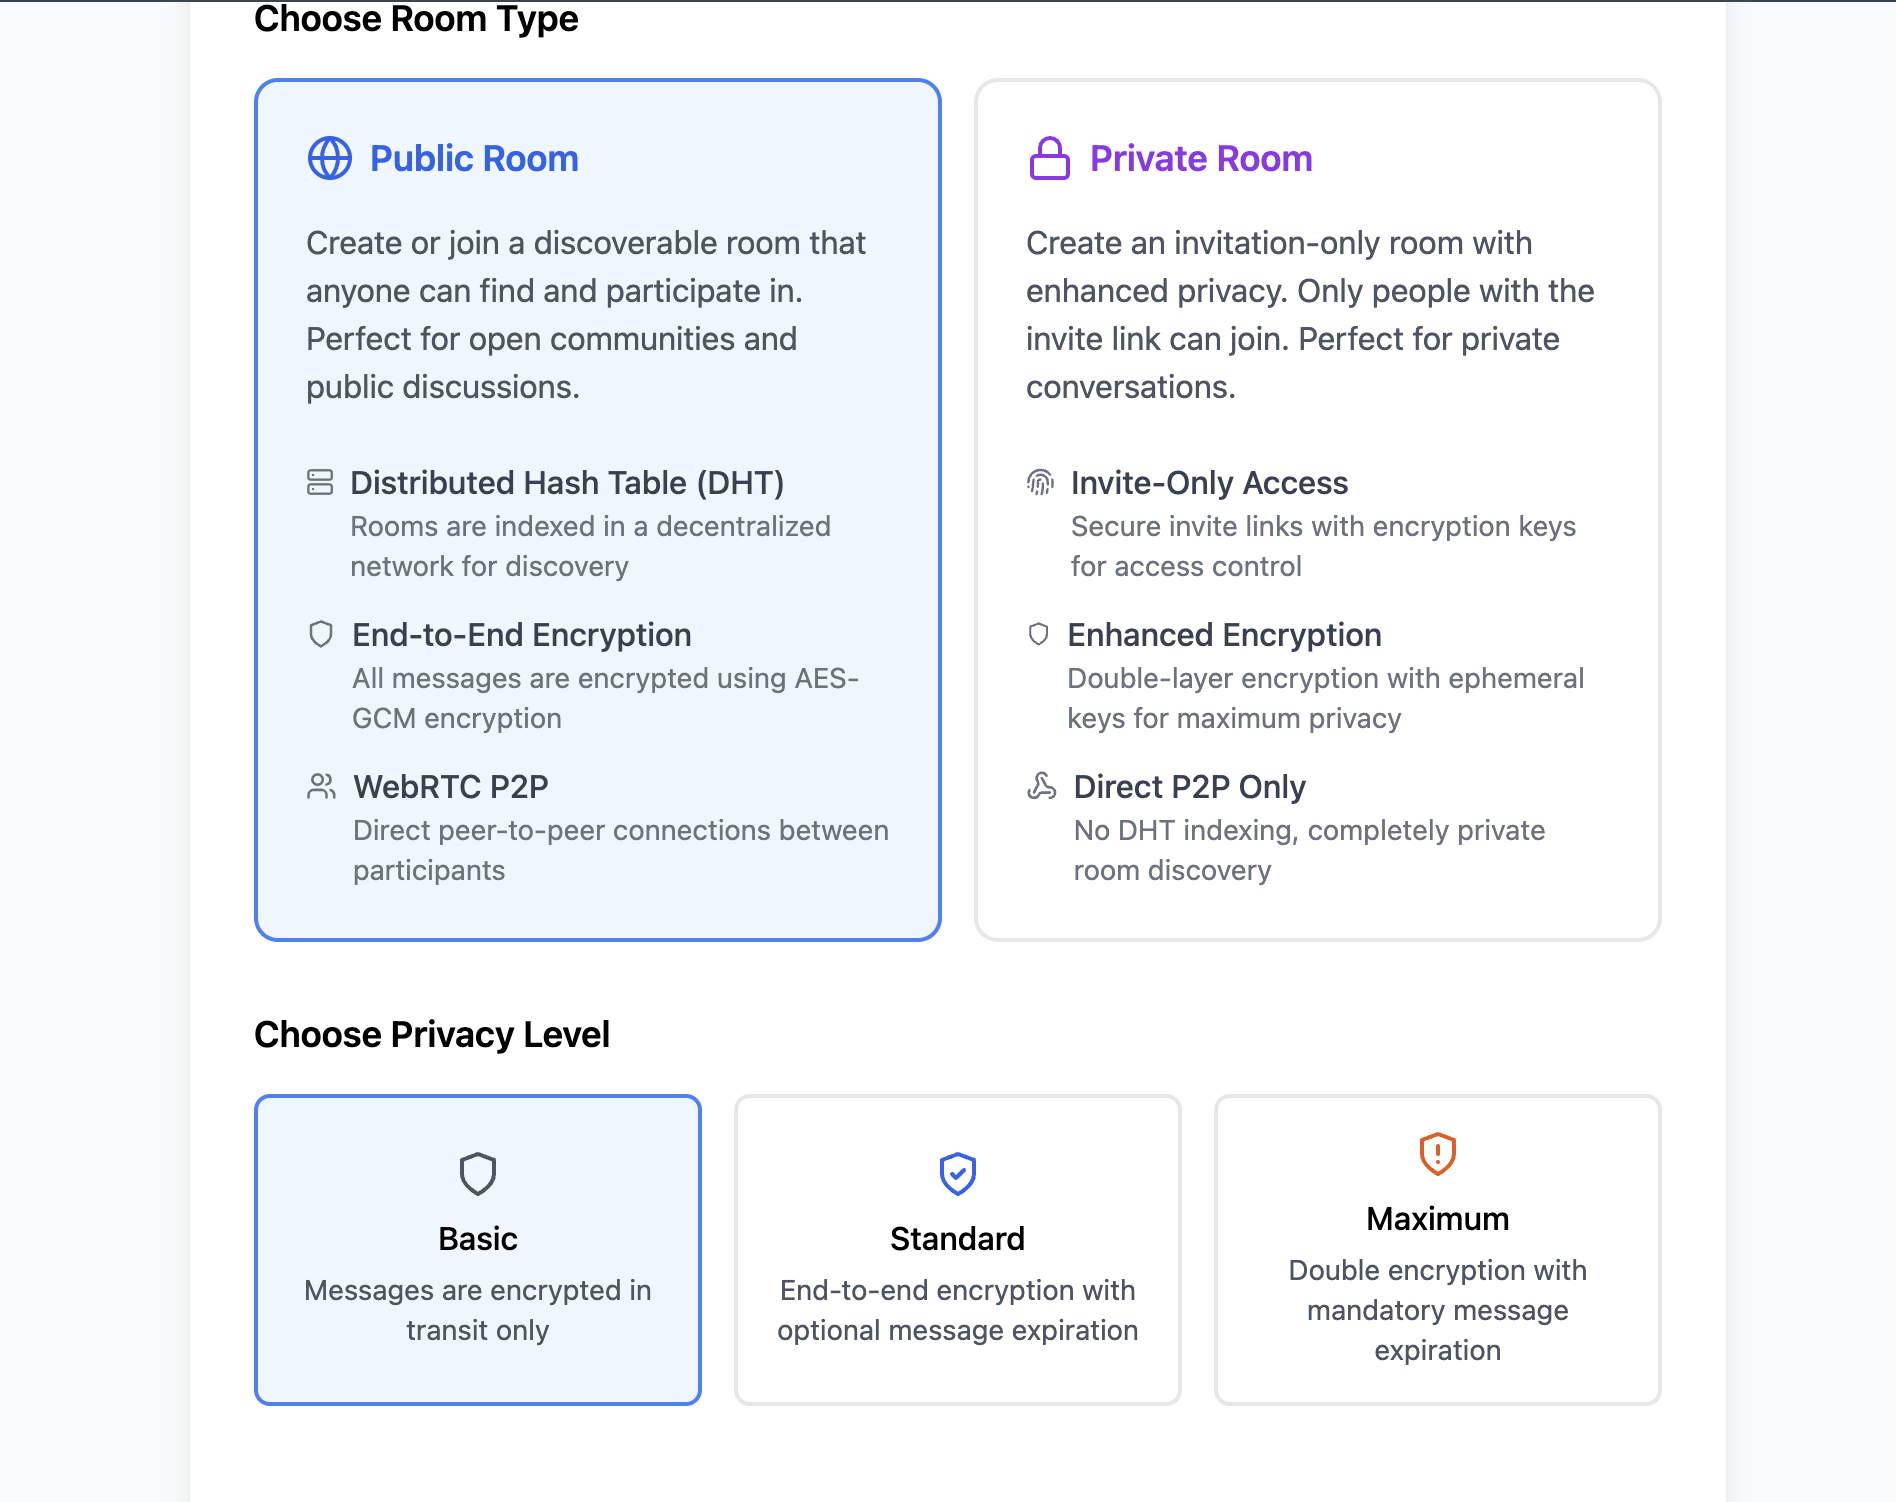 Choose Room Type
Public Room
Create or join a discoverable room that
anyone can find and participate in.
Perfect for open communities and
public discussions.
Distributed Hash Table (DHT)
Rooms are indexed in a decentralized
network for discovery
End-to-End Encryption
All messages are encrypted using AES-
GCM encryption
WebRTC P2P
Direct peer-to-peer connections between
participants
Private Room
Create an invitation-only room with
enhanced privacy. Only people with the
invite link can join. Perfect for private
conversations.
Invite-Only Access
Secure invite links with encryption keys
for access control
Enhanced Encryption
Double-layer encryption with ephemeral
keys for maximum privacy
Direct P2P Only
No DHT indexing, completely private
room discovery
Choose Privacy Level
Basic
Messages are encrypted in
transit only
Standard
End-to-end encryption with
optional message expiration
Maximum
Double encryption with
mandatory message
expiration